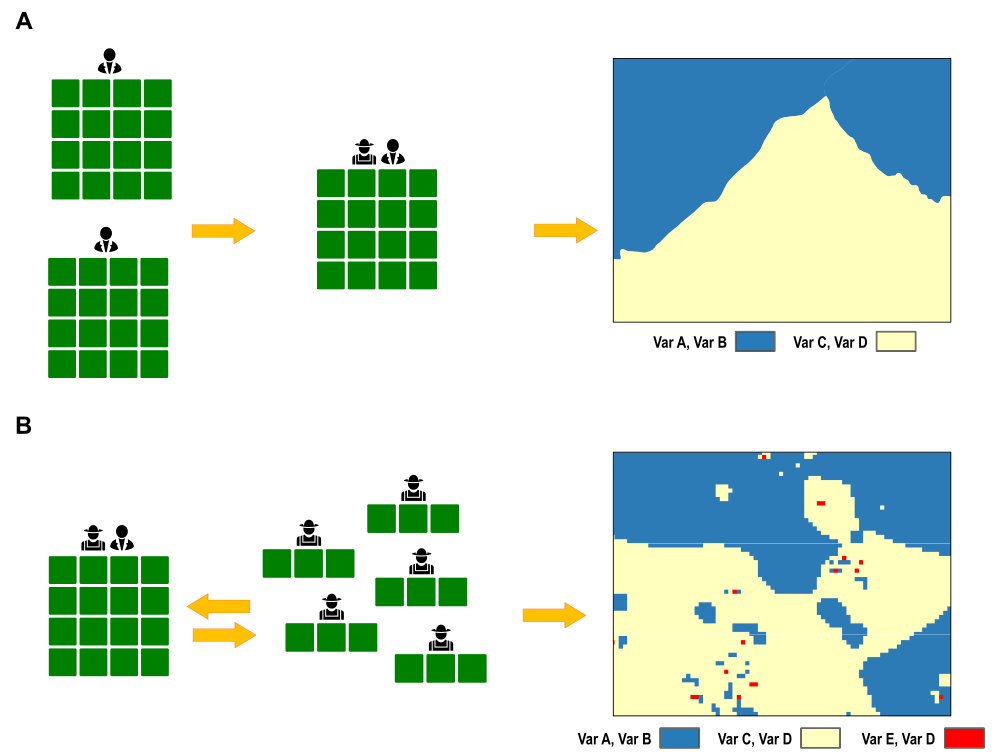 A
Var A, Var B
Var C, Var D
B
Var A, Var B
Var C, Var D
Var E, Var D